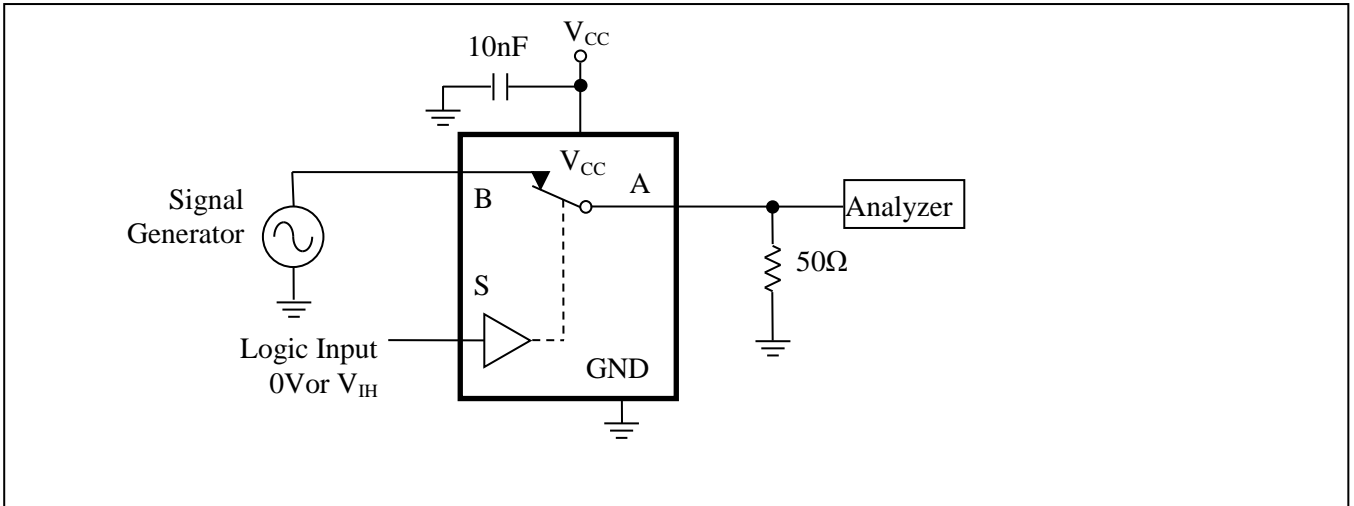 V_CC
10nF
V_CC
B
A
Analyzer
Signal
Generator
50Ω
S
Logic Input
0Vor V_IH
GND